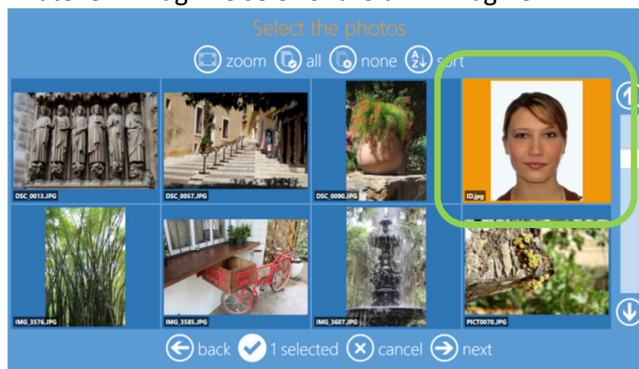 Select the photos
zoom all none sort
DSC_0013.JPG DSC_0057.JPG DSC_0090.JPG ID.jpg
IMG_3576.JPG IMG_3585.JPG IMG_3607.JPG PICT0070.JPG
back 1 selected cancel next